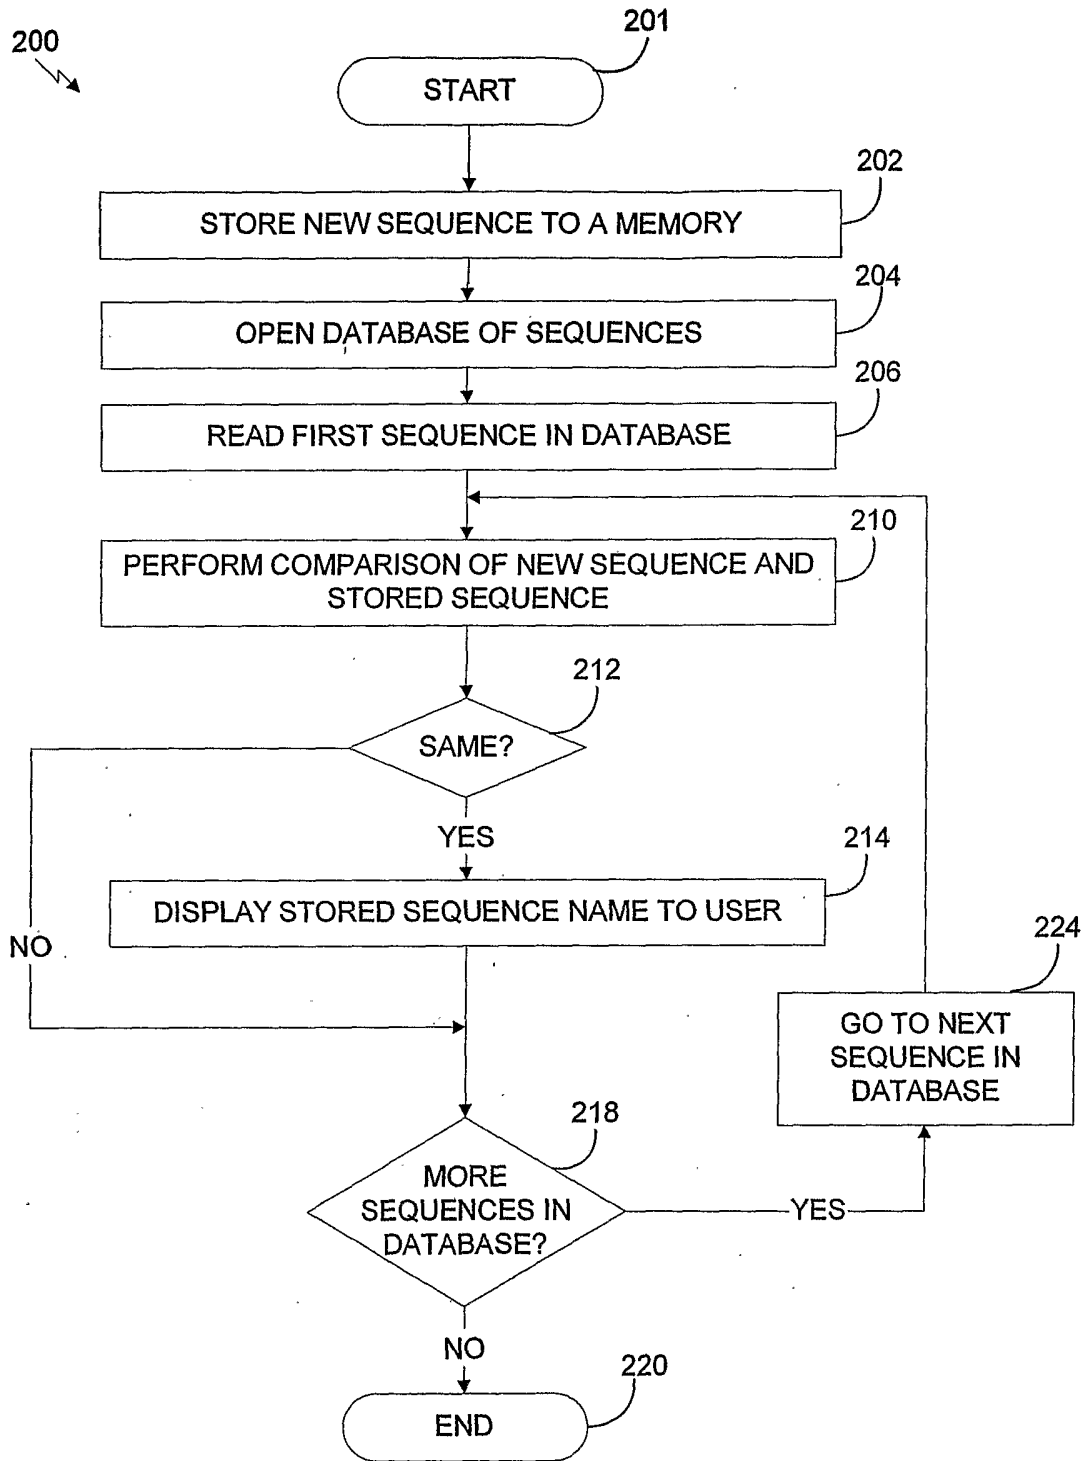 200
201
START
202
STORE NEW SEQUENCE TO A MEMORY
204
OPEN DATABASE OF SEQUENCES
206
READ FIRST SEQUENCE IN DATABASE
210
PERFORM COMPARISON OF NEW SEQUENCE AND
STORED SEQUENCE
212
SAME?
YES
214
DISPLAY STORED SEQUENCE NAME TO USER
NO
224
GO TO NEXT
SEQUENCE IN
DATABASE
218
MORE
SEQUENCES IN
DATABASE?
YES
NO
220
END